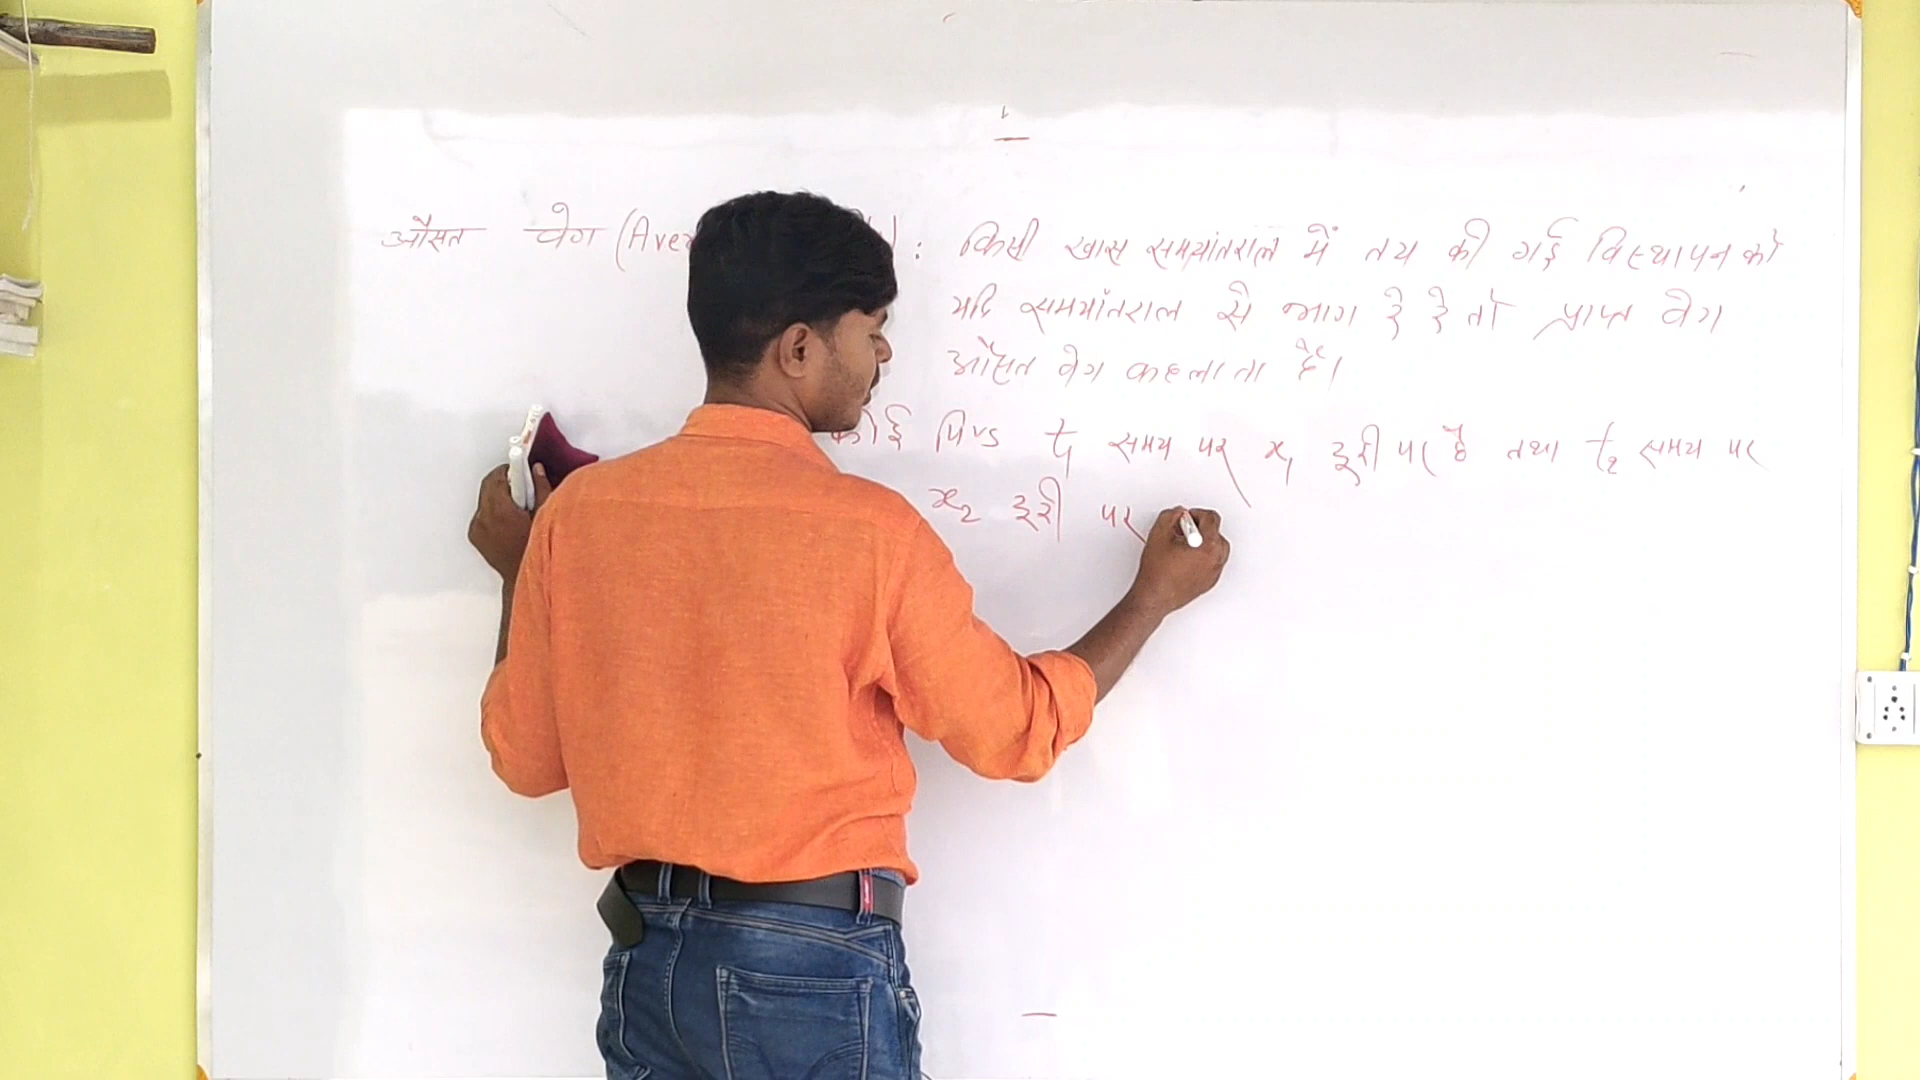 औसत वेग (Aver : किसी खास समयांतराल में तय की गई विस्थापन को
यदि समयांतराल से भाग दे दे तो प्राप्त वेग
औसत वेग कहलाता है।
कोई पिण्ड t₁ समय पर x₁ दूरी पर है तथा t₂ समय पर
x₂ दूरी पर